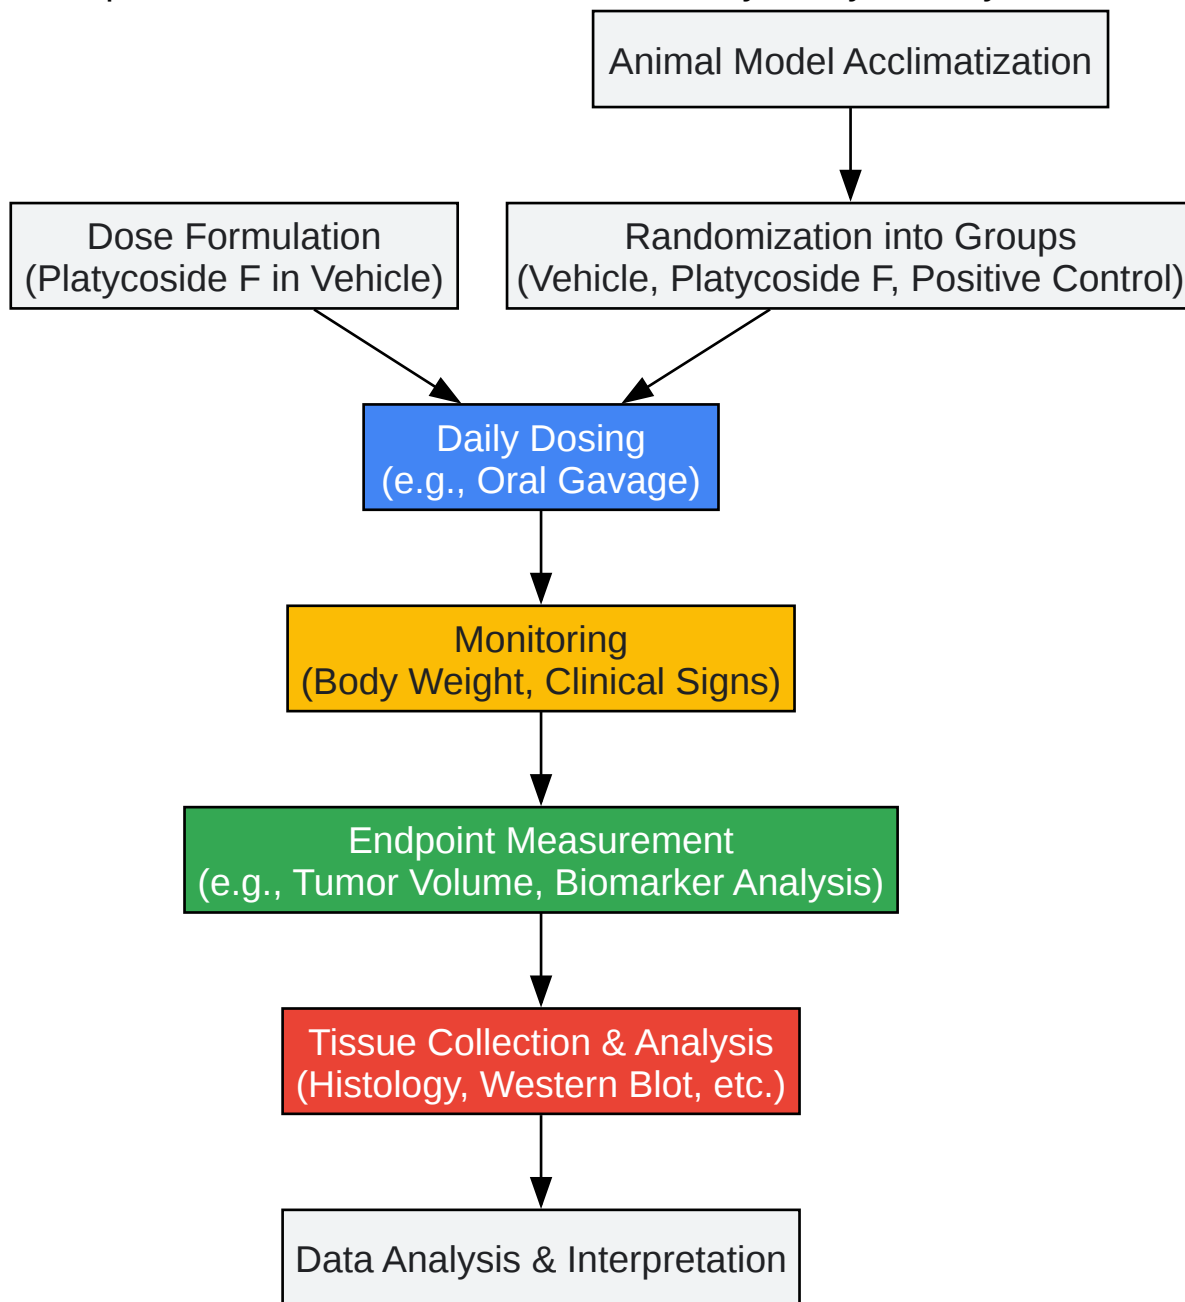 Animal Model Acclimatization
Dose Formulation
(Platycoside F in Vehicle)
Randomization into Groups
(Vehicle, Platycoside F, Positive Control)
Daily Dosing
(e.g., Oral Gavage)
Monitoring
(Body Weight, Clinical Signs)
Endpoint Measurement
(e.g., Tumor Volume, Biomarker Analysis)
Tissue Collection & Analysis
(Histology, Western Blot, etc.)
Data Analysis & Interpretation